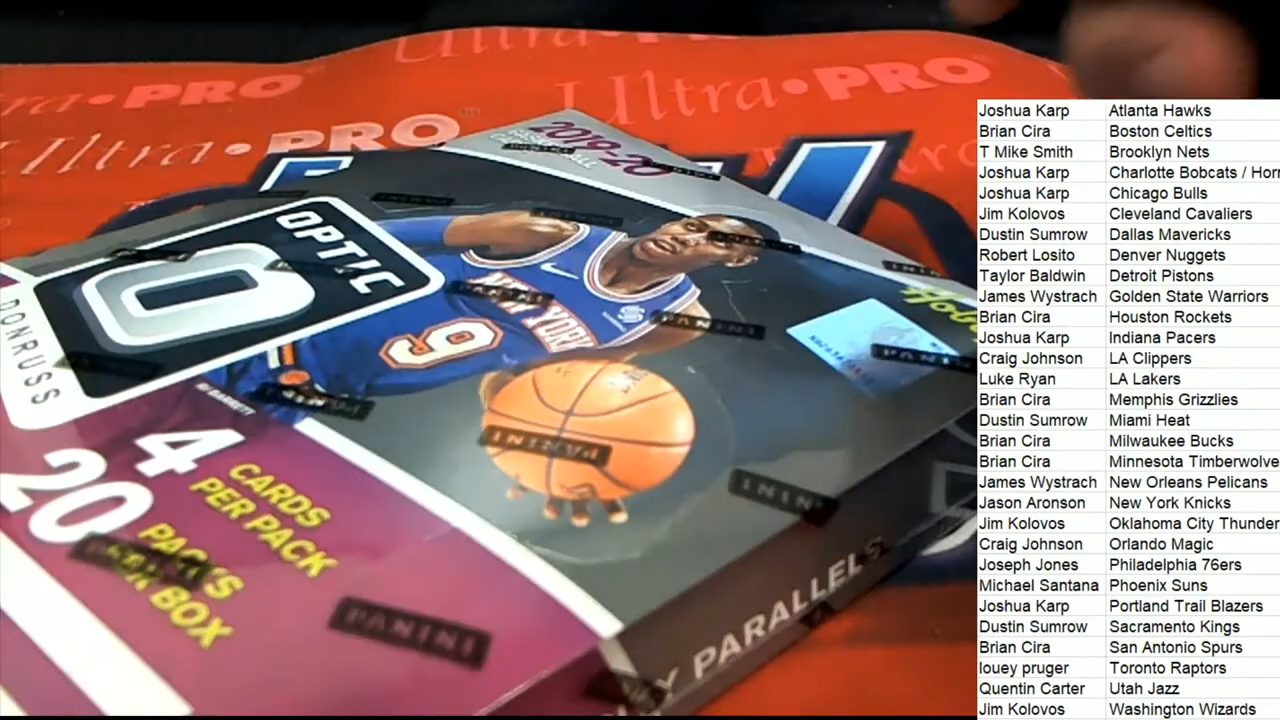 Ultra•PRO
Ultra•PRO
Ultra•PRO
2019-20
OPTIC
DONRUSS
Hob
NEW YORK
9
RJ BARRETT
4 CARDS PER PACK
20 PACKS PER BOX
PANINI
PANINI
PANINI
PARALLELS
Joshua Karp Atlanta Hawks
Brian Cira Boston Celtics
T Mike Smith Brooklyn Nets
Joshua Karp Charlotte Bobcats / Horn
Joshua Karp Chicago Bulls
Jim Kolovos Cleveland Cavaliers
Dustin Sumrow Dallas Mavericks
Robert Losito Denver Nuggets
Taylor Baldwin Detroit Pistons
James Wystrach Golden State Warriors
Brian Cira Houston Rockets
Joshua Karp Indiana Pacers
Craig Johnson LA Clippers
Luke Ryan LA Lakers
Brian Cira Memphis Grizzlies
Dustin Sumrow Miami Heat
Brian Cira Milwaukee Bucks
Brian Cira Minnesota Timberwolve
James Wystrach New Orleans Pelicans
Jason Aronson New York Knicks
Jim Kolovos Oklahoma City Thunder
Craig Johnson Orlando Magic
Joseph Jones Philadelphia 76ers
Michael Santana Phoenix Suns
Joshua Karp Portland Trail Blazers
Dustin Sumrow Sacramento Kings
Brian Cira San Antonio Spurs
louey pruger Toronto Raptors
Quentin Carter Utah Jazz
Jim Kolovos Washington Wizards